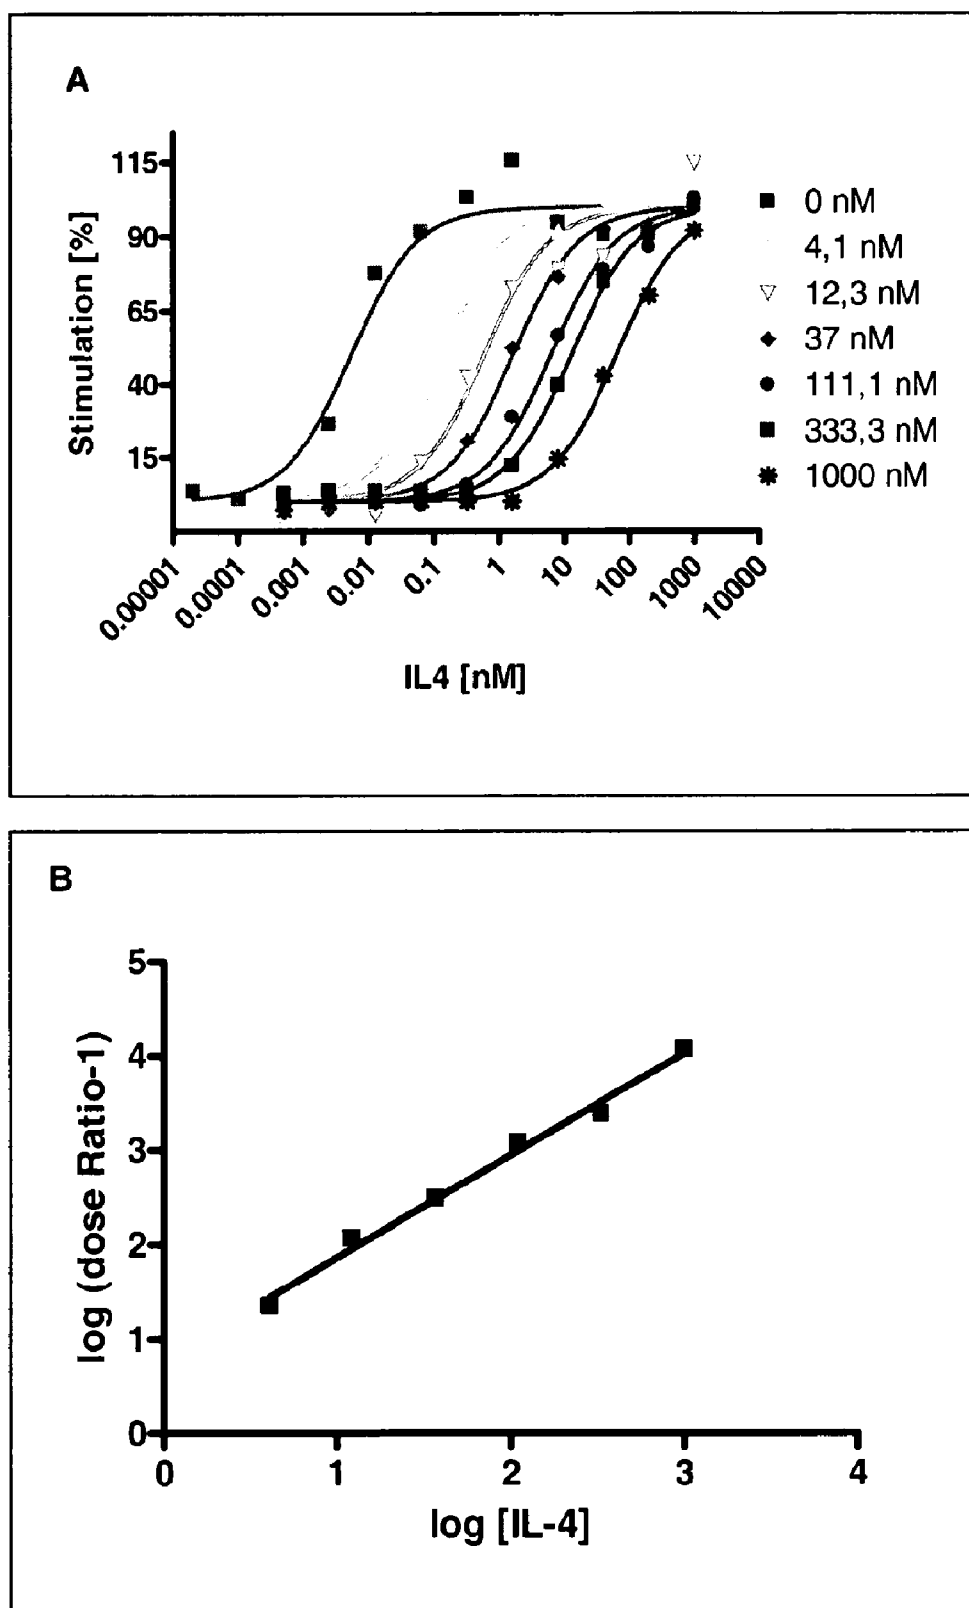 A
Stimulation [%]
115
90
65
40
15
0.00001
0.0001
0.001
0.01
0.1
1
10
100
1000
10000
IL4 [nM]
0 nM
4,1 nM
12,3 nM
37 nM
111,1 nM
333,3 nM
1000 nM
B
log (dose Ratio-1)
5
4
3
2
1
0
0
1
2
3
4
log [IL-4]